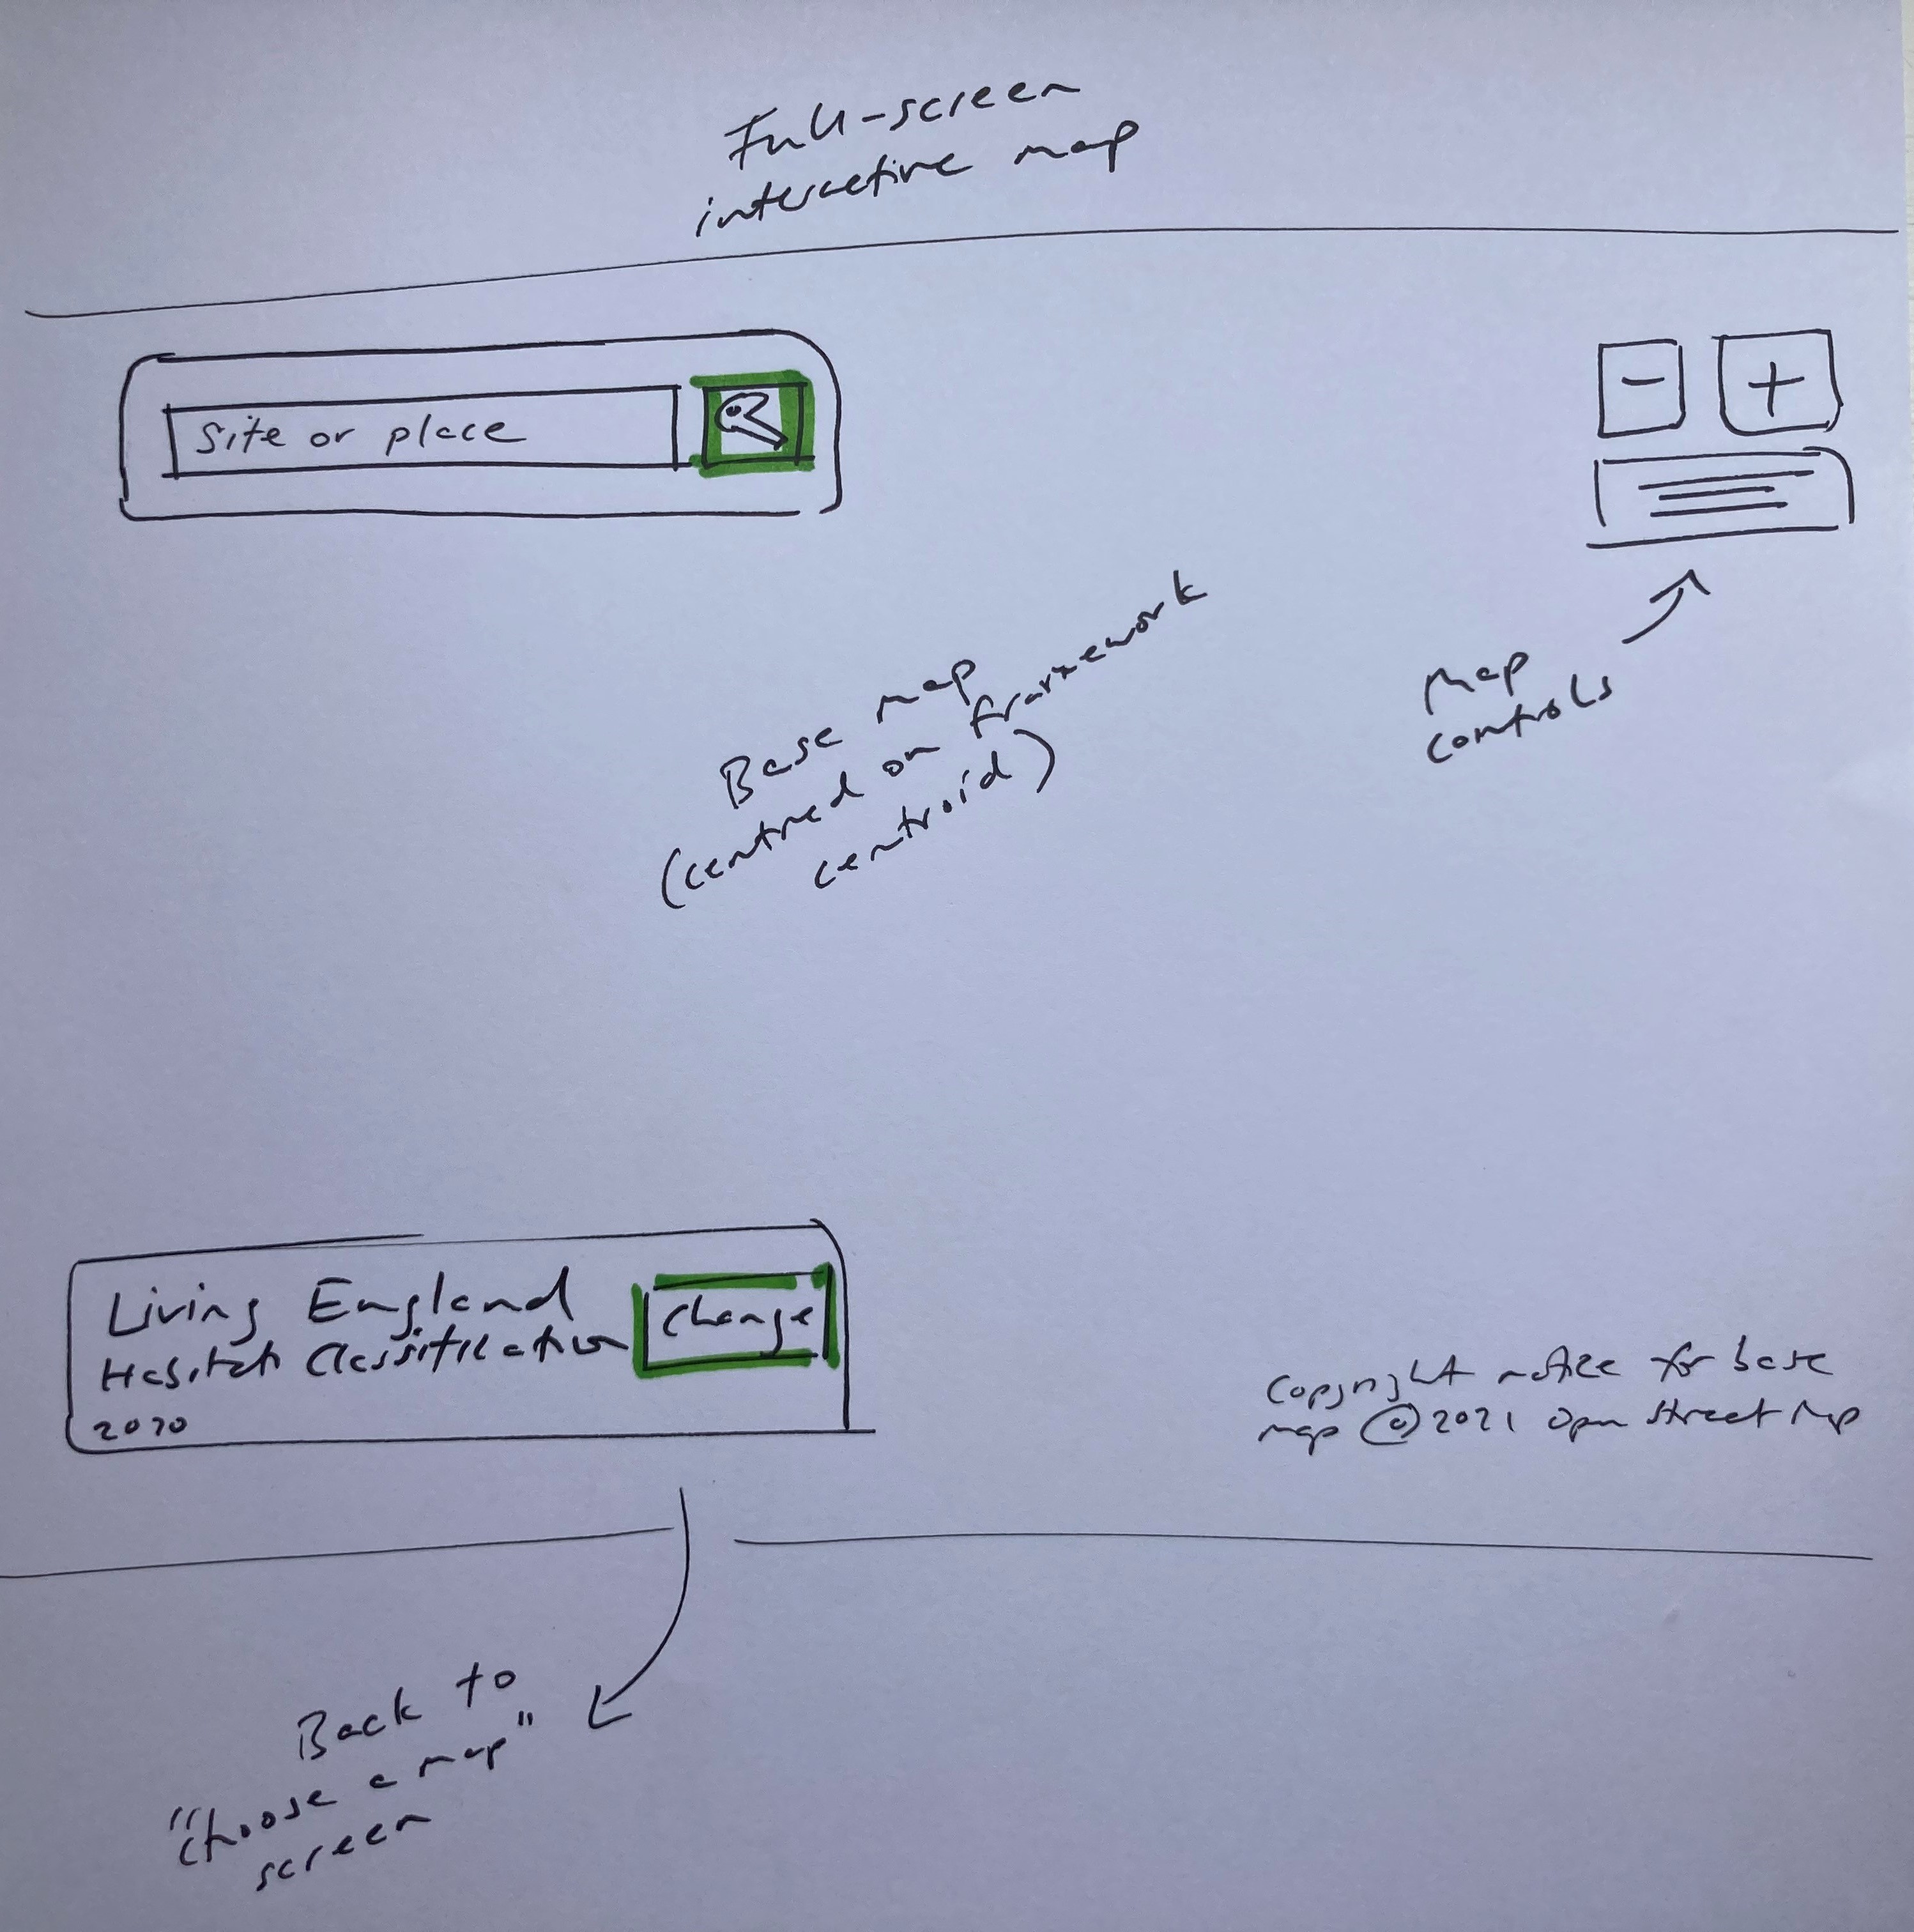 Full-screen
interactive map
Site or place
- +
Map
controls
Base map
(centred on framework
centroid)
Living England
Habitat Classification
2020
Change
Copyright notice for base
map © 2021 Open Street Map
Back to
"Choose a map"
screen